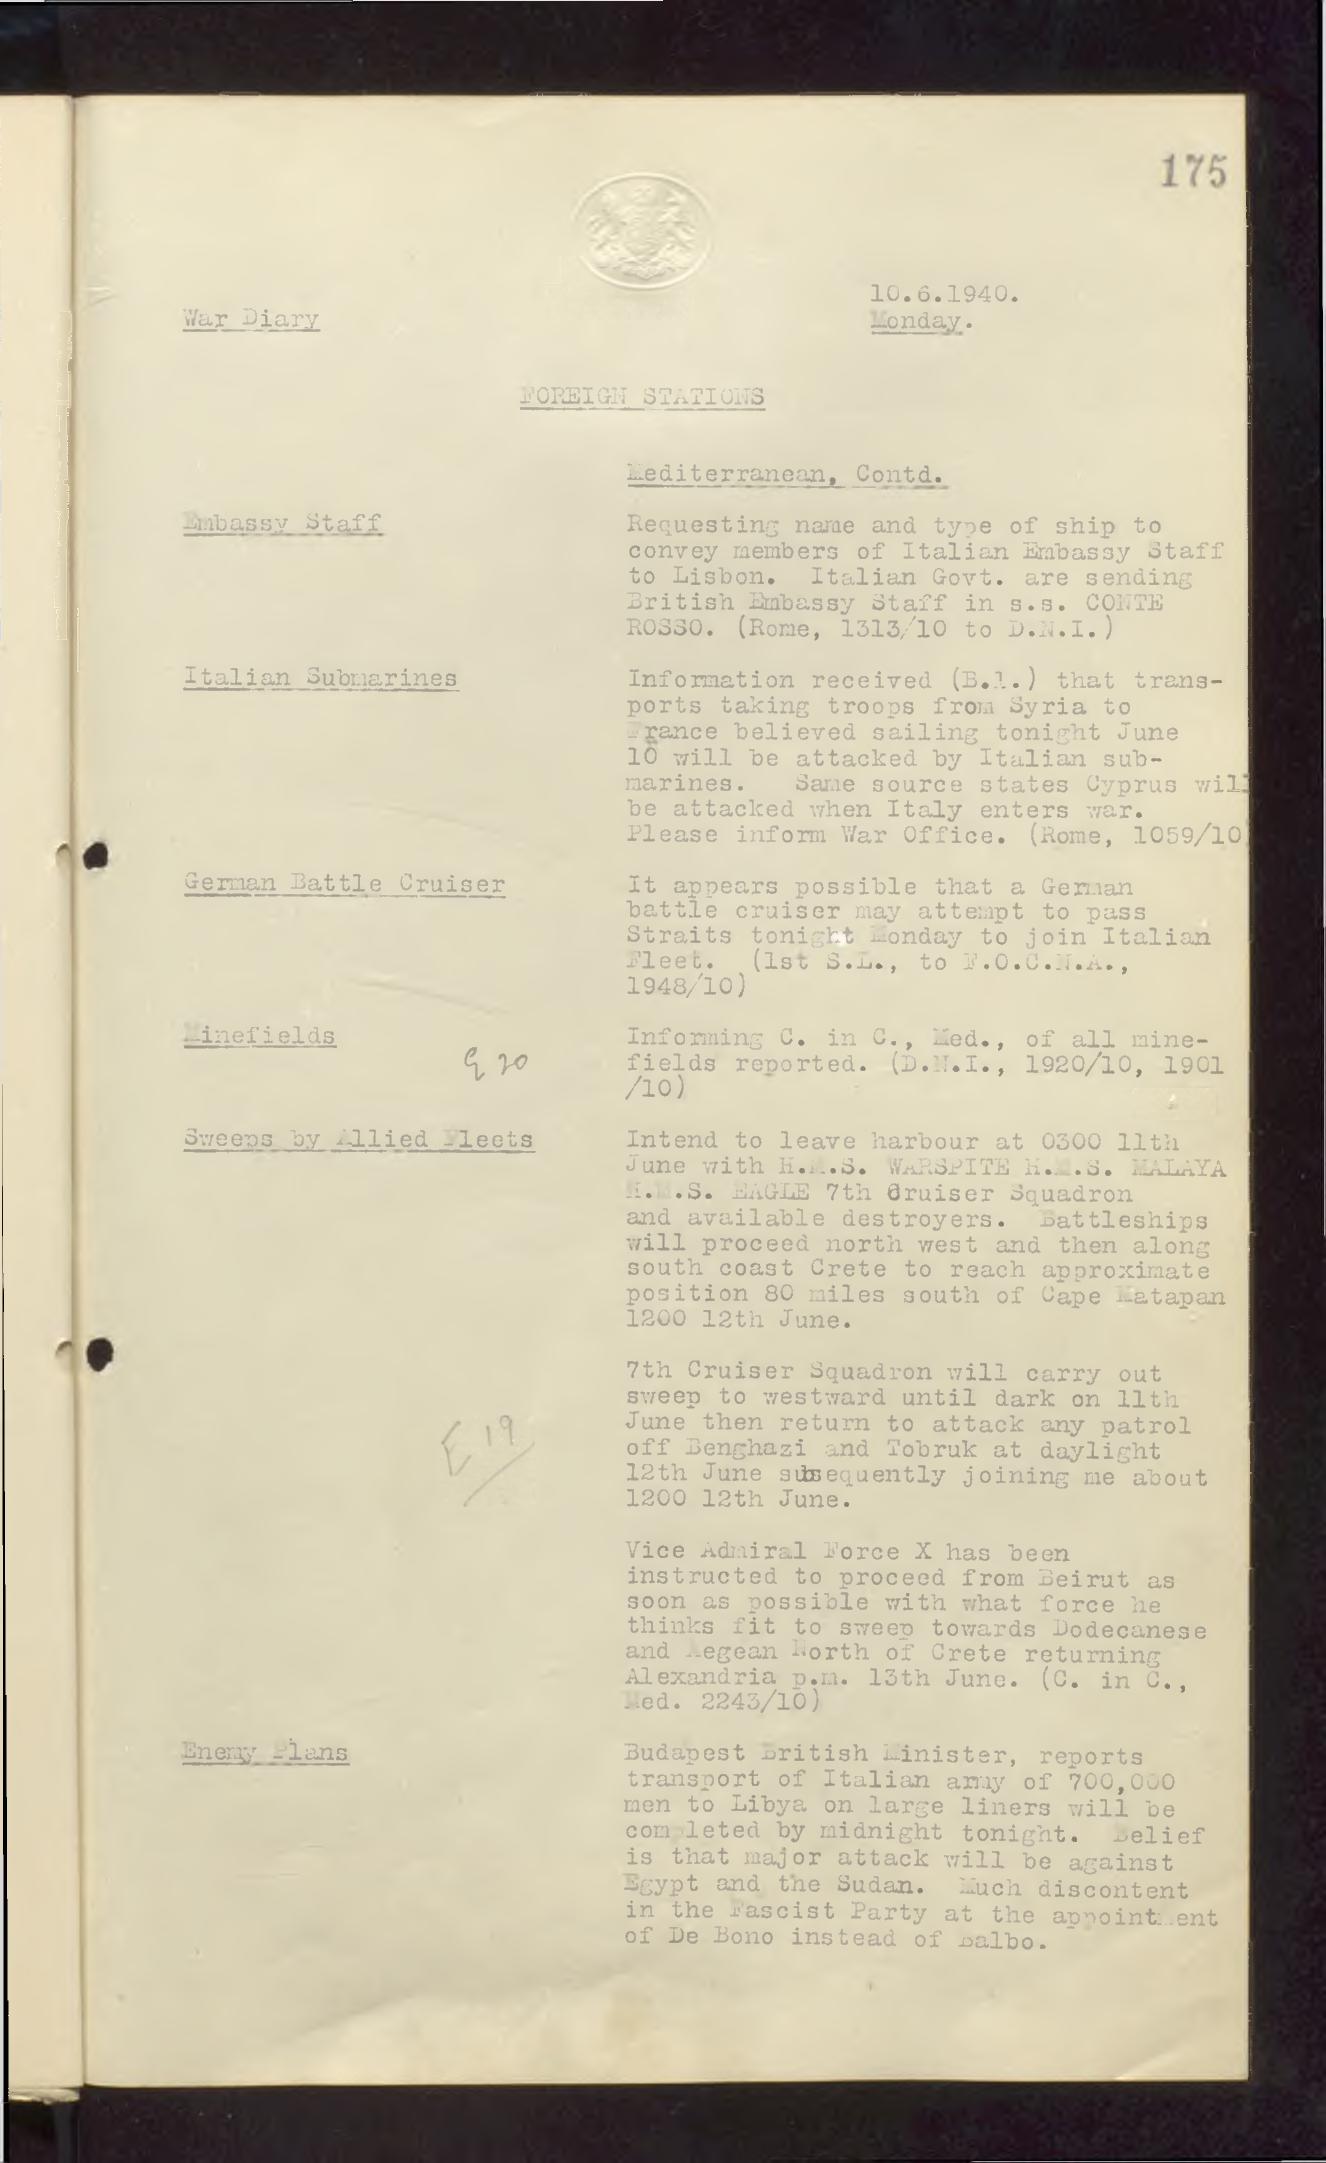 175
10.6.1940.
War Diary
Monday.
FOREIGN STATIONS
Mediterranean, Contd.
Embassy Staff
Requesting name and type of ship to
convey members of Italian Embassy Staff
to Lisbon. Italian Govt. are sending
British Embassy Staff in s.s. CONTE
ROSSO. (Rome, 1313/10 to D.N.I.)
Italian Submarines
Information received (B.1.) that trans-
ports taking troops from Syria to
France believed sailing tonight June
10 will be attacked by Italian sub-
marines. Same source states Cyprus will
be attacked when Italy enters war.
Please inform War Office. (Rome, 1059/10
German Battle Cruiser
It appears possible that a German
battle cruiser may attempt to pass
Straits tonight Monday to join Italian
Fleet. (1st S.L., to F.O.C.N.A.,
1948/10)
Minefields
Informing C. in C., Med., of all mine-
fields reported. (D.N.I., 1920/10, 1901
/10)
20
Sweeps by Allied Fleets
Intend to leave harbour at 0300 11th
June with H.M.S. WARSPITE H.M.S. MALAYA
H.M.S. EAGLE 7th Cruiser Squadron
and available destroyers. Battleships
will proceed north west and then along
south coast Crete to reach approximate
position 80 miles south of Cape Matapan
1200 12th June.
7th Cruiser Squadron will carry out
sweep to westward until dark on 11th
June then return to attack any patrol
off Benghazi and Tobruk at daylight
12th June subsequently joining me about
1200 12th June.
E 19
Vice Admiral Force X has been
instructed to proceed from Beirut as
soon as possible with what force he
thinks fit to sweep towards Dodecanese
and Aegean North of Crete returning
Alexandria p.m. 13th June. (C. in C.,
Med. 2243/10)
Enemy Plans
Budapest British Minister, reports
transport of Italian army of 700,000
men to Libya on large liners will be
completed by midnight tonight. Belief
is that major attack will be against
Egypt and the Sudan. Much discontent
in the Fascist Party at the appointment
of De Bono instead of Balbo.